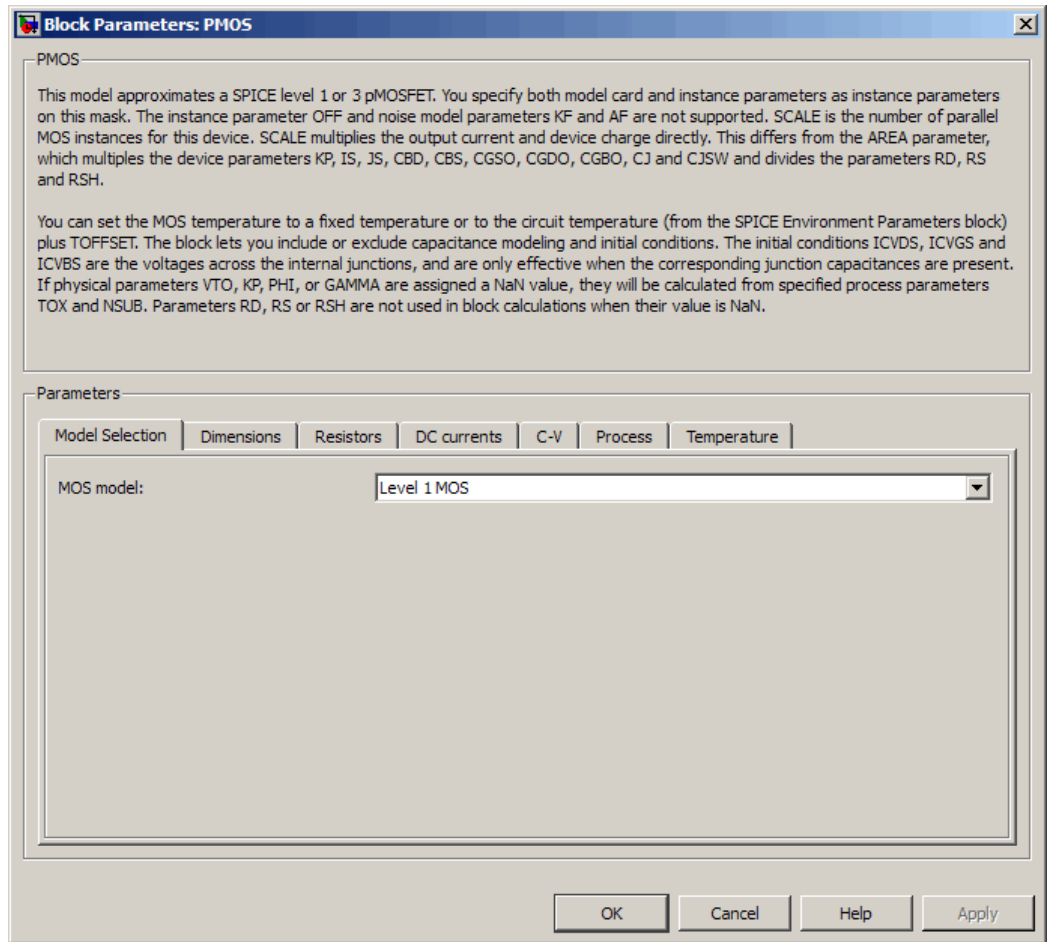 Block Parameters: PMOS
PMOS
This model approximates a SPICE level 1 or 3 pMOSFET. You specify both model card and instance parameters as instance parameters
on this mask. The instance parameter OFF and noise model parameters KF and AF are not supported. SCALE is the number of parallel
MOS instances for this device. SCALE multiplies the output current and device charge directly. This differs from the AREA parameter,
which multiples the device parameters KP, IS, JS, CBD, CBS, CGSO, CGDO, CGBO, CJ and CJSW and divides the parameters RD, RS
and RSH.
You can set the MOS temperature to a fixed temperature or to the circuit temperature (from the SPICE Environment Parameters block)
plus TOFFSET. The block lets you include or exclude capacitance modeling and initial conditions. The initial conditions ICVDS, ICVGS and
ICVBS are the voltages across the internal junctions, and are only effective when the corresponding junction capacitances are present.
If physical parameters VTO, KP, PHI, or GAMMA are assigned a NaN value, they will be calculated from specified process parameters
TOX and NSUB. Parameters RD, RS or RSH are not used in block calculations when their value is NaN.
Parameters
Model Selection Dimensions Resistors DC currents C-V Process Temperature
MOS model: Level 1 MOS
OK Cancel Help Apply